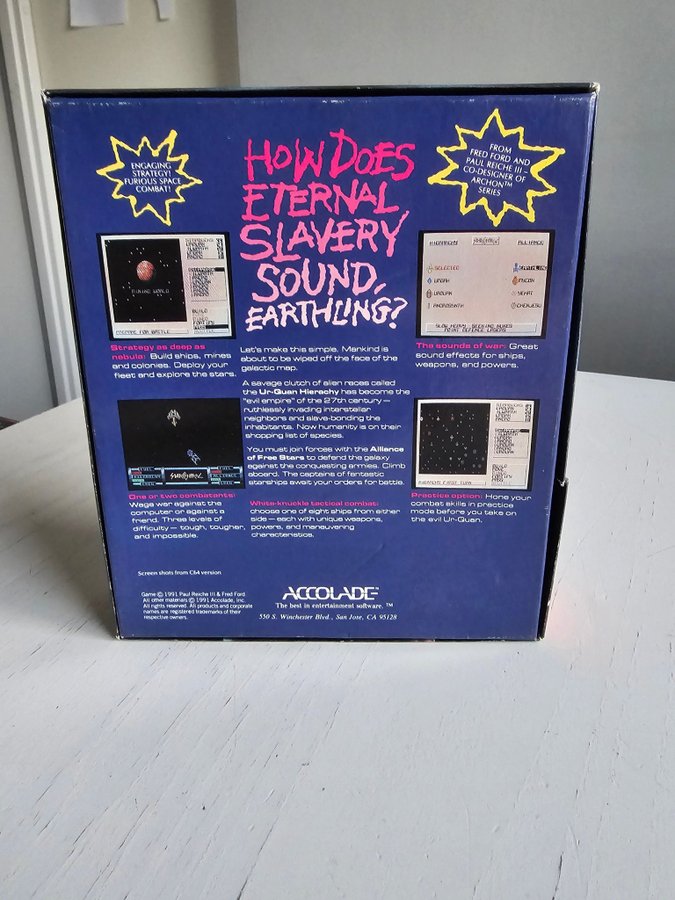 ENGAGING
STRATEGY!
FURIOUS SPACE
COMBAT!
HOW DOES
ETERNAL
SLAVERY
SOUND,
EARTHLING?
FROM
FRED FORD AND
PAUL REICHE III –
CO-DESIGNER OF
ARCHON™
SERIES
PREPARE FOR BATTLE
Strategy as deep as
nebula: Build ships, mines
and colonies. Deploy your
fleet and explore the stars.
Let's make this simple. Mankind is
about to be wiped off the face of the
galactic map.
A savage clutch of alien races called
the Ur-Quan Hierachy has become the
"evil empire" of the 27th century —
ruthlessly invading interstellar
neighbors and slave-bonding the
inhabitants. Now humanity is on their
shopping list of species.
You must join forces with the Alliance
of Free Stars to defend the galaxy
against the conquesting armies. Climb
aboard. The captains of fantastic
starships await your orders for battle.
HIERARCHY
ALLIANCE
SELECTED
EARTHLING
MYCON
ANDROSYNTH
CHENJESU
The sounds of war: Great
sound effects for ships,
weapons, and powers.
One or two combatants:
Wage war against the
computer or against a
friend. Three levels of
difficulty — tough, tougher,
and impossible.
White-knuckle tactical combat:
choose one of eight ships from either
side — each with unique weapons,
powers, and maneuvering
characteristics.
Practice option: Hone your
combat skills in practice
mode before you take on
the evil Ur-Quan.
Screen shots from C64 version
Game © 1991 Paul Reiche III & Fred Ford.
All other materials © 1991 Accolade, Inc.
All rights reserved. All products and corporate
names are registered trademarks of their
respective owners.
ACCOLADE™
The best in entertainment software.™
550 S. Winchester Blvd., San Jose, CA 95128